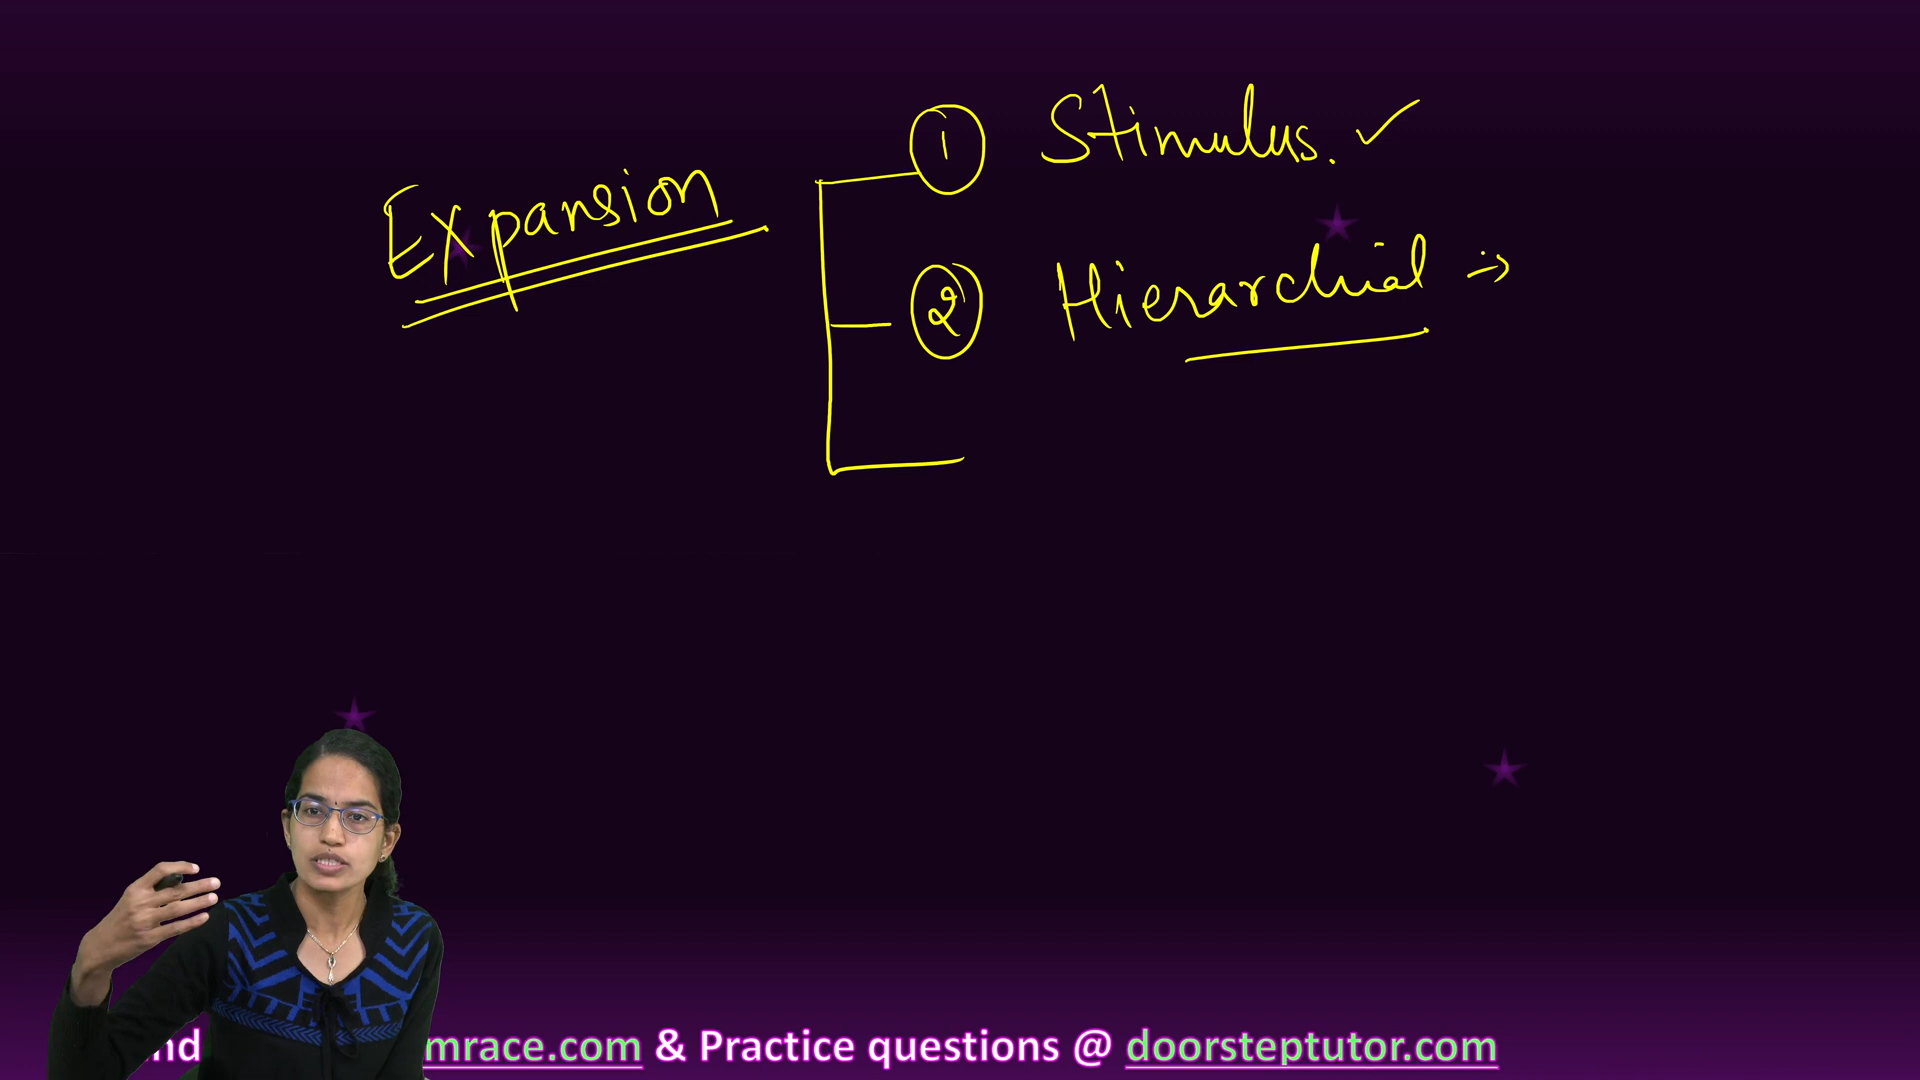 Expansion
1 Stimulus. ✓
2 Hierarchial →
nd mrace.com & Practice questions @ doorsteptutor.com